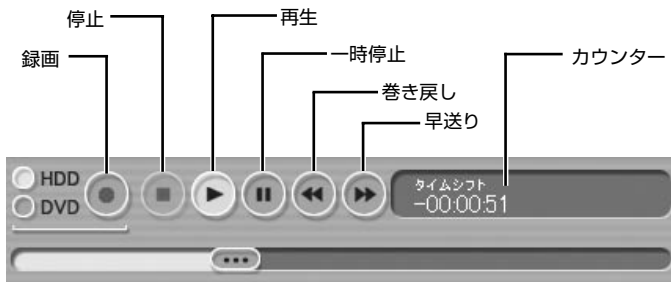 停止
再生
録画
一時停止
カウンター
巻き戻し
早送り
HDD
DVD
タイムシフト
-00:00:51